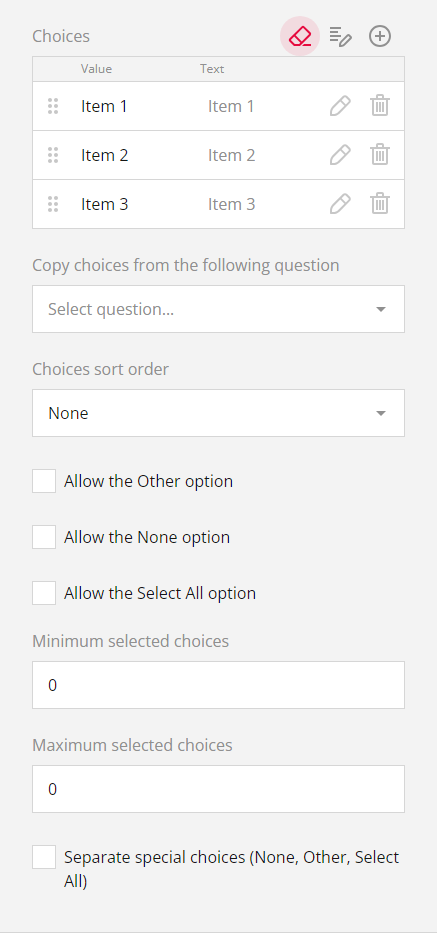 Choices
Value Text
Item 1 Item 1
Item 2 Item 2
Item 3 Item 3
Copy choices from the following question
Select question...
Choices sort order
None
Allow the Other option
Allow the None option
Allow the Select All option
Minimum selected choices
0
Maximum selected choices
0
Separate special choices (None, Other, Select
All)